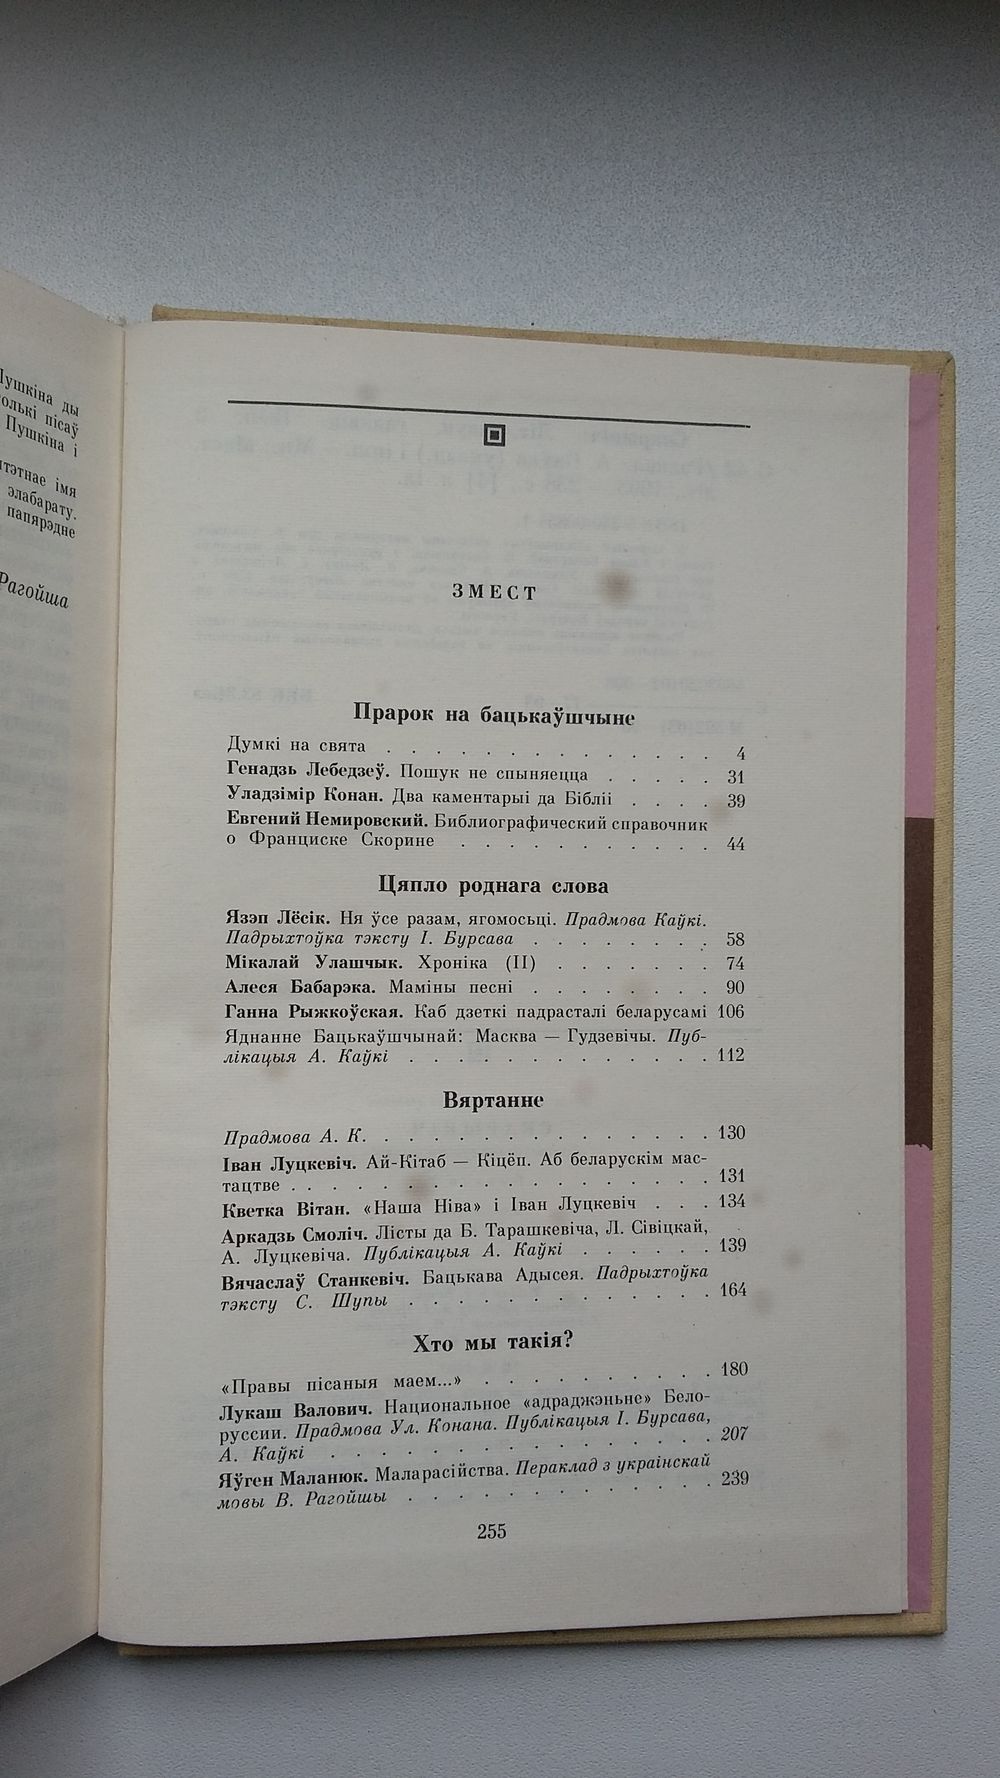 Пушкіна ды
пісаў
Пушкіна і
імя
элабарату.
папярэдне
Рагойша
ЗМЕСТ
Прарок на бацькаўшчыне
Думкі на свята . . . . . . . . . . . . . . 4
Генадзь Лебедзеў. Пошук не спыняецца . . . . . 31
Уладзімір Конан. Два каментарыі да Бібліі . . . . 39
Евгений Немировский. Библиографический справочник
о Франциске Скорине . . . . . . . . . . . 44
Цяпло роднага слова
Язэп Лёсік. Ня ўсе разам, ягомосьці. Прадмова Каўкі.
Падрыхтоўка тэксту І. Бурсава . . . . . . . . 58
Мікалай Улашчык. Хроніка (II) . . . . . . . 74
Алеся Бабарэка. Маміны песні . . . . . . . . 90
Ганна Рыжкоўская. Каб дзеткі падрасталі беларусамі 106
Яднанне Бацькаўшчынай: Масква — Гудзевічы. Пуб-
лікацыя А. Каўкі . . . . . . . . . . . . . 112
Вяртанне
Прадмова А. К. . . . . . . . . . . . . . . 130
Іван Луцкевіч. Ай-Кітаб — Кіцёп. Аб беларускім мас-
тацтве . . . . . . . . . . . . . . . . . . 131
Кветка Вітан. «Наша Ніва» і Іван Луцкевіч . . . 134
Аркадзь Смоліч. Лісты да Б. Тарашкевіча, Л. Сівіцкай,
А. Луцкевіча. Публікацыя А. Каўкі . . . . . . 139
Вячаслаў Станкевіч. Бацькава Адысея. Падрыхтоўка
тэксту С. Шупы . . . . . . . . . . . . . 164
Хто мы такія?
«Правы пісаныя маем...» . . . . . . . . . . 180
Лукаш Валович. Национальное «адраджэньне» Бело-
руссии. Прадмова Ул. Конана. Публікацыя І. Бурсава,
А. Каўкі . . . . . . . . . . . . . . . . 207
Яўген Маланюк. Маларасійства. Пераклад з украінскай
мовы В. Рагойшы . . . . . . . . . . . . . 239
255